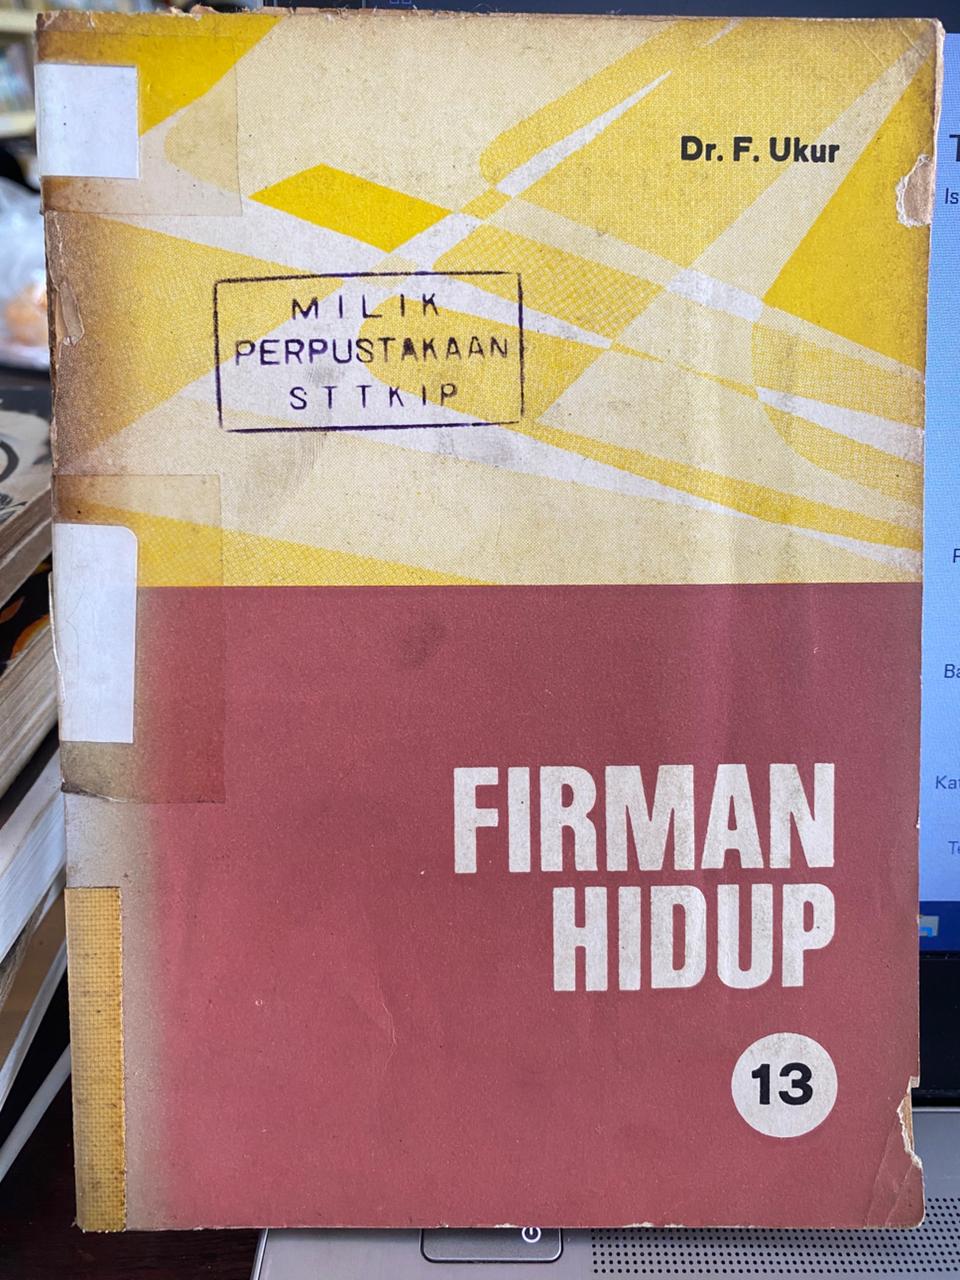 Dr. F. Ukur
MILIK
PERPUSTAKAAN
STTKIP
FIRMAN
HIDUP
13